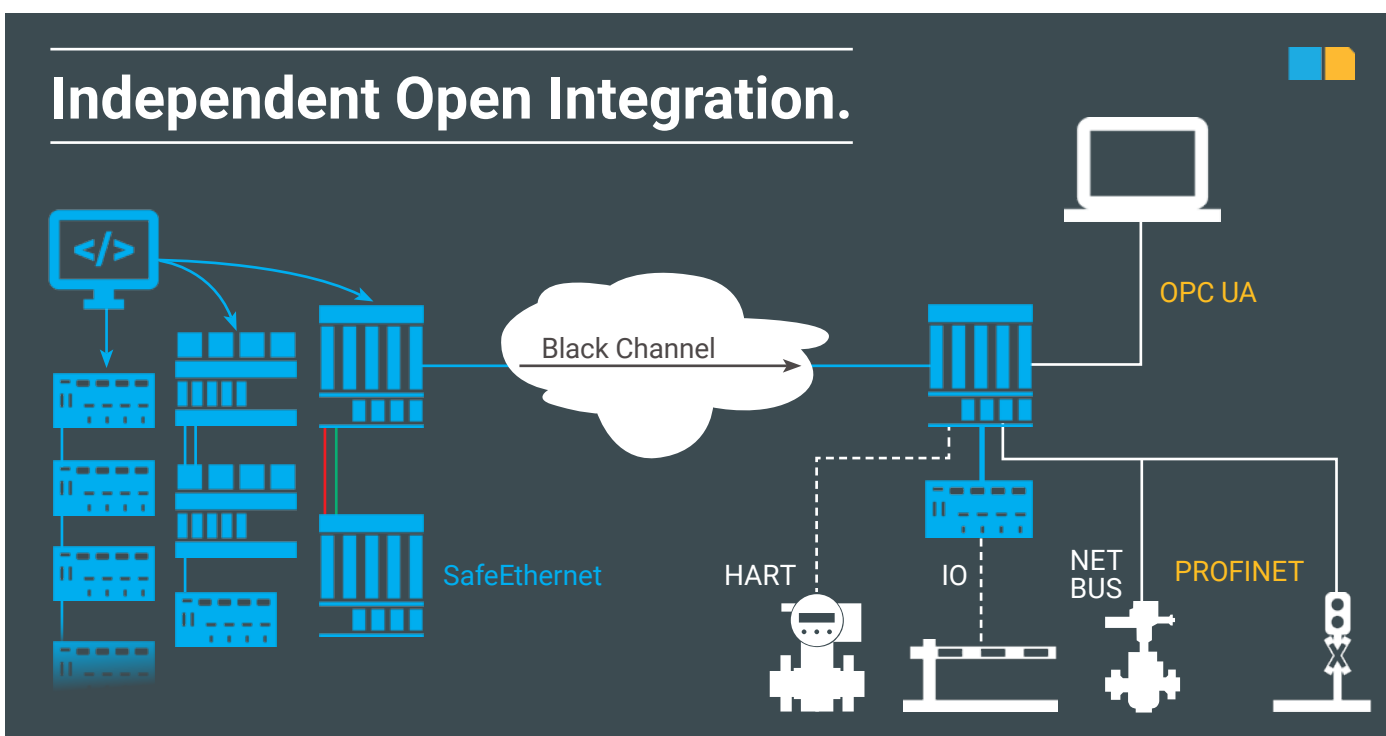 Independent Open Integration.
</>
Black Channel
OPC UA
SafeEthernet
HART
IO
NET
BUS
PROFINET